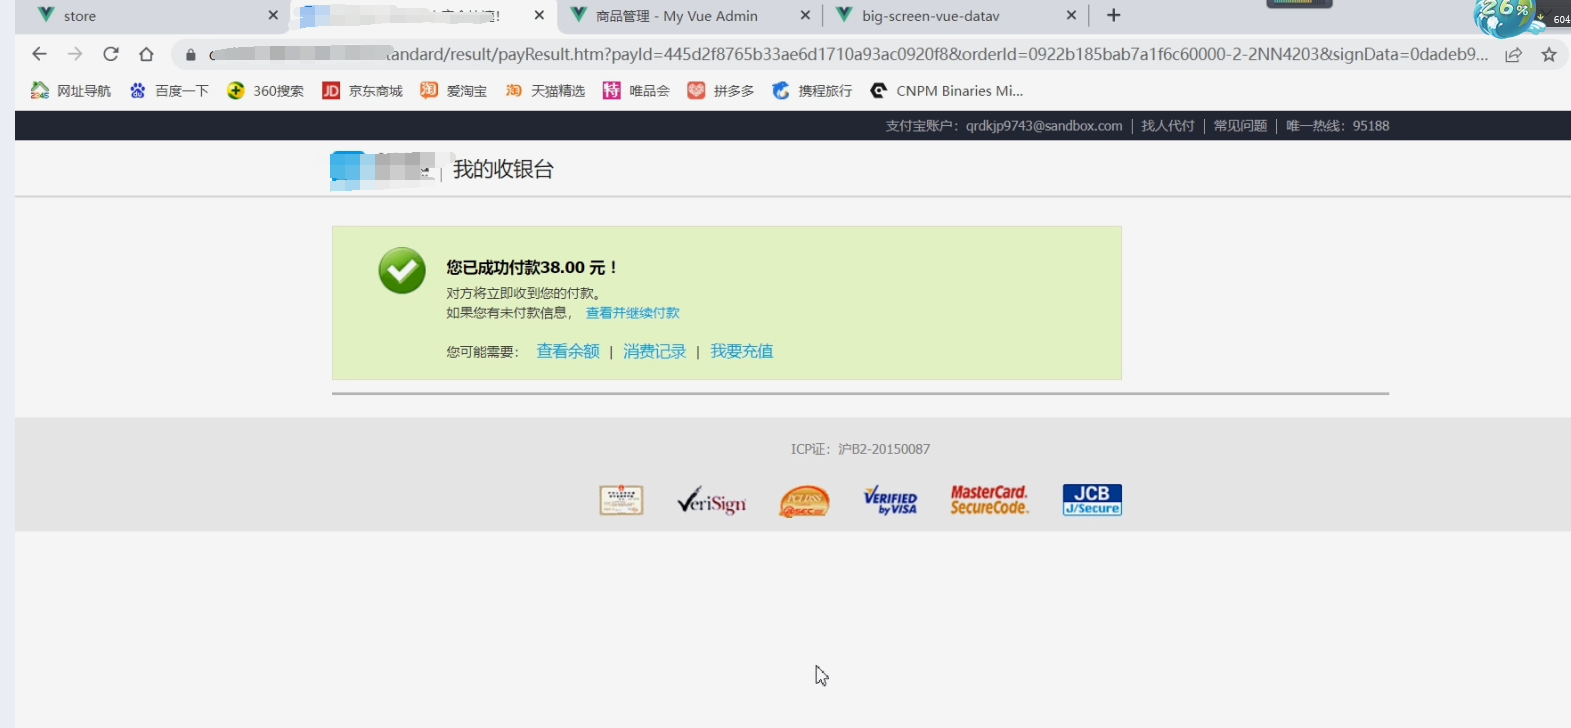 store
商品管理 - My Vue Admin
big-screen-vue-datav
26%
604
tandard/result/payResult.htm?payId=445d2f8765b33ae6d1710a93ac0920f8&orderId=0922b185bab7a1f6c60000-2-2NN4203&signData=0dadeb9...
网址导航 百度一下 360搜索 JD 京东商城 淘 爱淘宝 淘 天猫精选 特 唯品会 拼多多 携程旅行 CNPM Binaries Mi...
支付宝账户：qrdkjp9743@sandbox.com | 找人代付 | 常见问题 | 唯一热线：95188
我的收银台
您已成功付款38.00 元！
对方将立即收到您的付款。
如果您有未付款信息， 查看并继续付款
您可能需要： 查看余额 | 消费记录 | 我要充值
ICP证：沪B2-20150087
VeriSign
VERIFIED by VISA
MasterCard. SecureCode.
JCB J/Secure